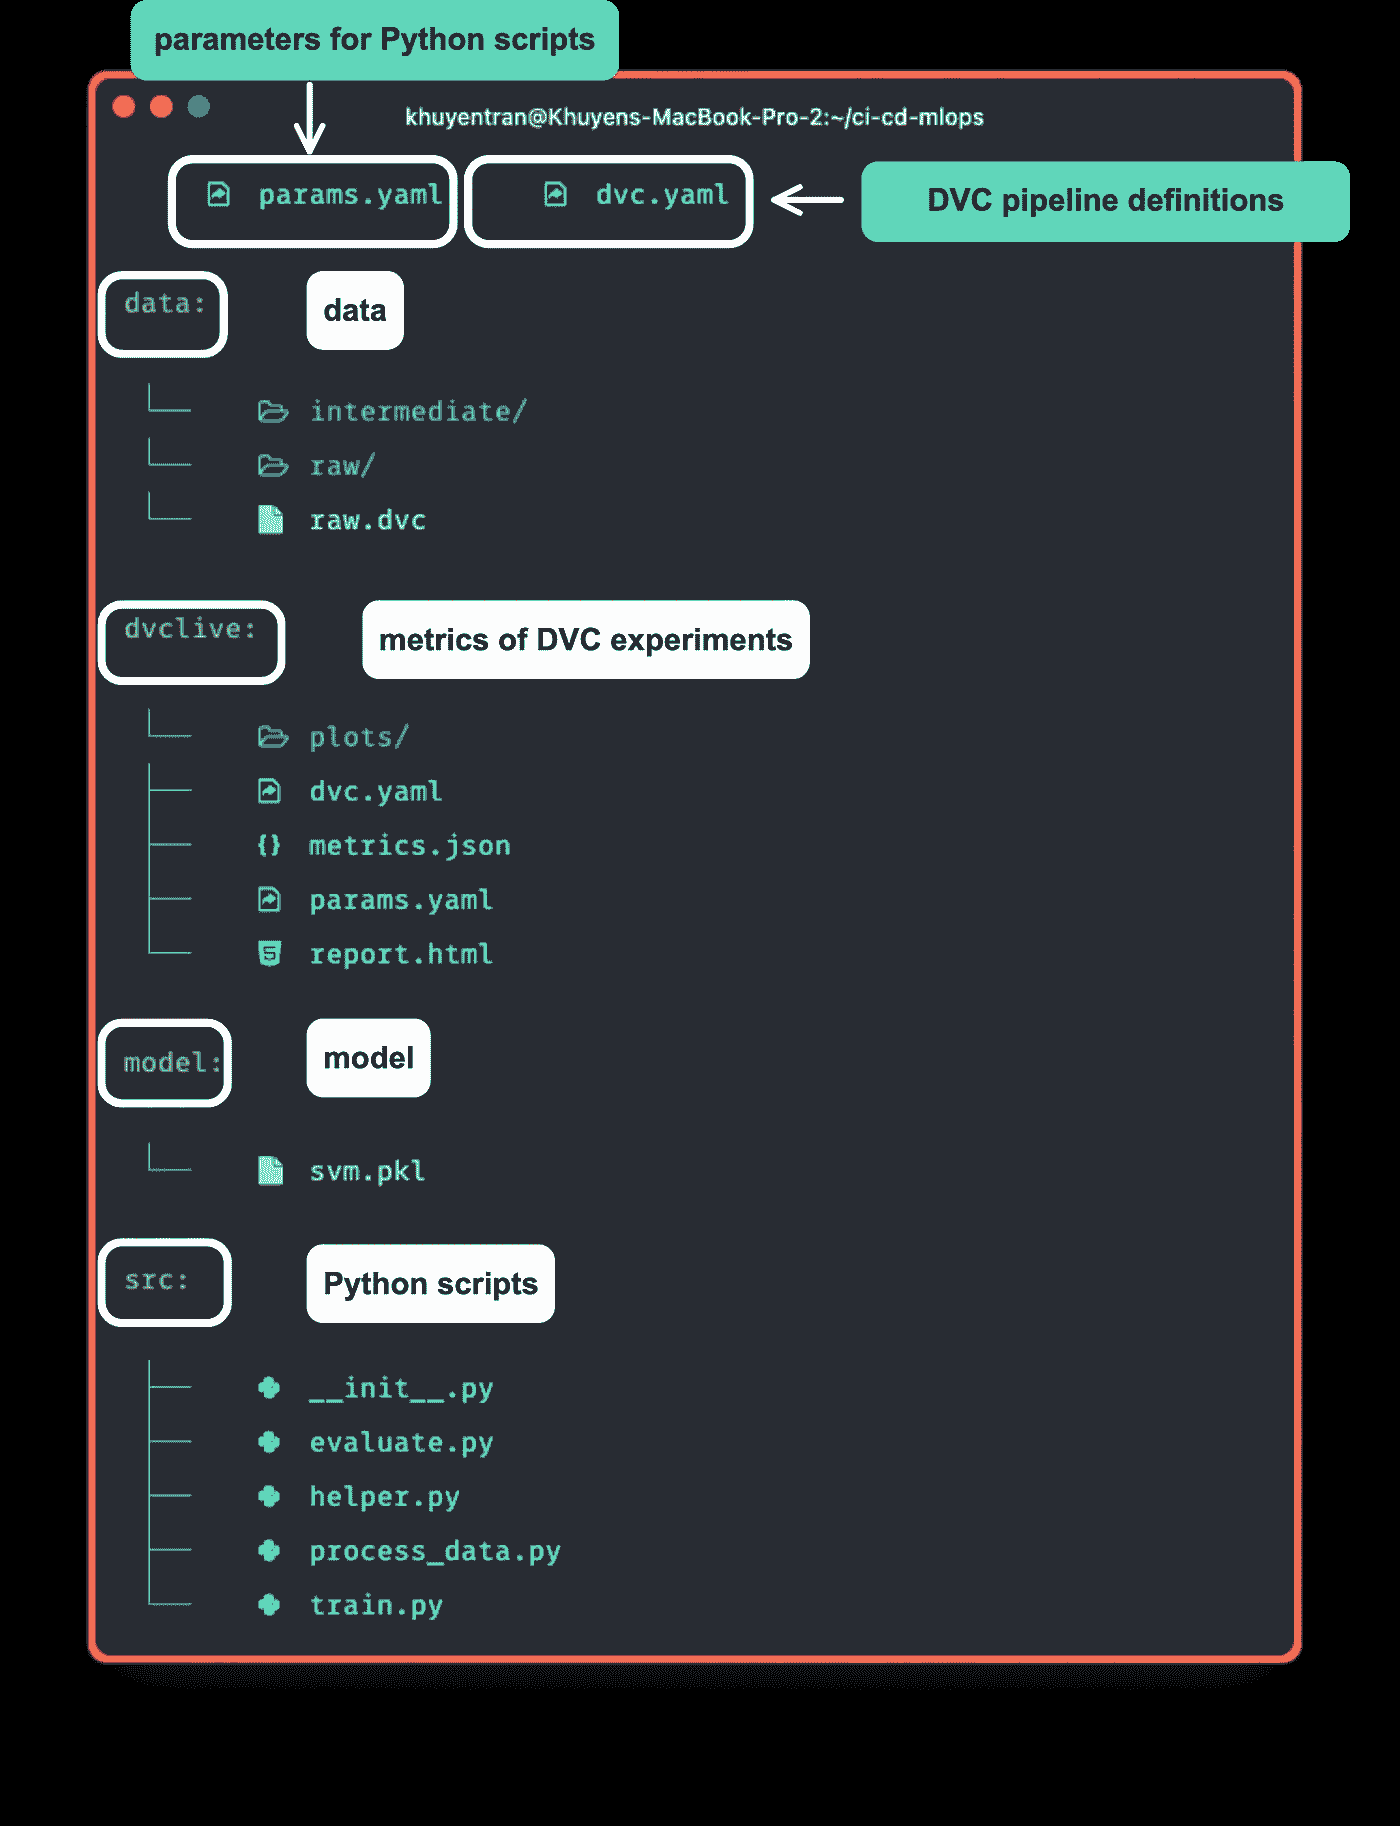 parameters for Python scripts
khuyentran@Khuyens-MacBook-Pro-2:~/ci-cd-mlops
params.yaml dvc.yaml DVC pipeline definitions
data: data
intermediate/
raw/
raw.dvc
dvclive: metrics of DVC experiments
plots/
dvc.yaml
metrics.json
params.yaml
report.html
model: model
svm.pkl
src: Python scripts
__init__.py
evaluate.py
helper.py
process_data.py
train.py